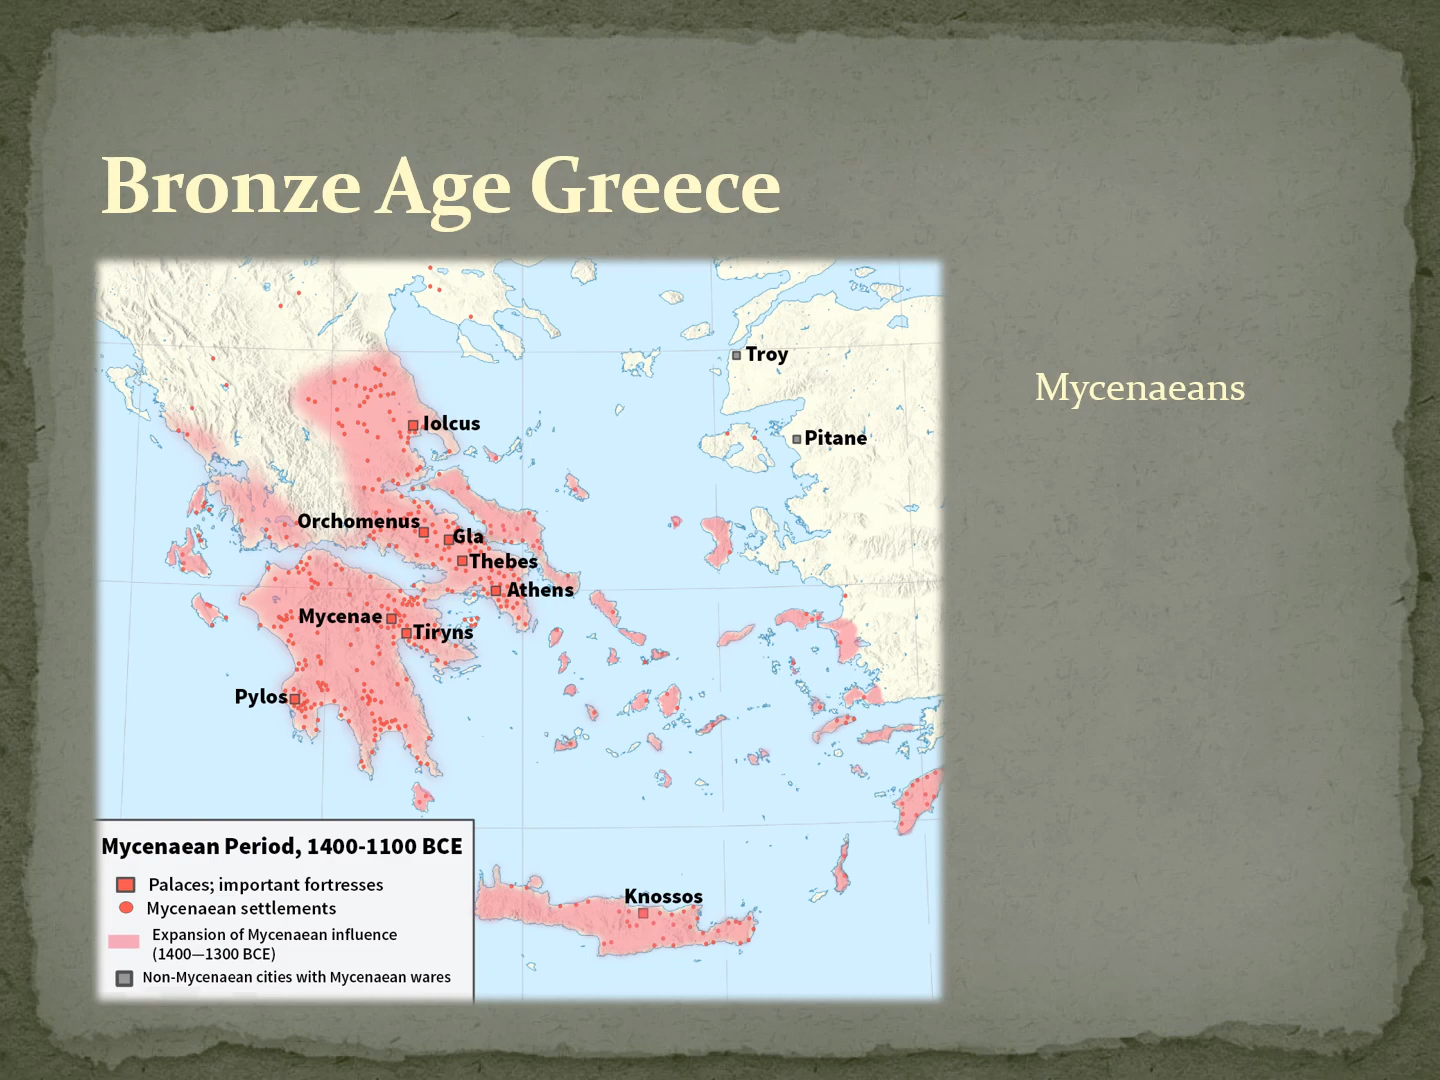 Bronze Age Greece
Troy
Mycenaeans
Iolcus
Pitane
Orchomenus
Gla
Thebes
Athens
Mycenae
Tiryns
Pylos
Mycenaean Period, 1400-1100 BCE
Palaces; important fortresses
Mycenaean settlements
Expansion of Mycenaean influence
(1400—1300 BCE)
Non-Mycenaean cities with Mycenaean wares
Knossos